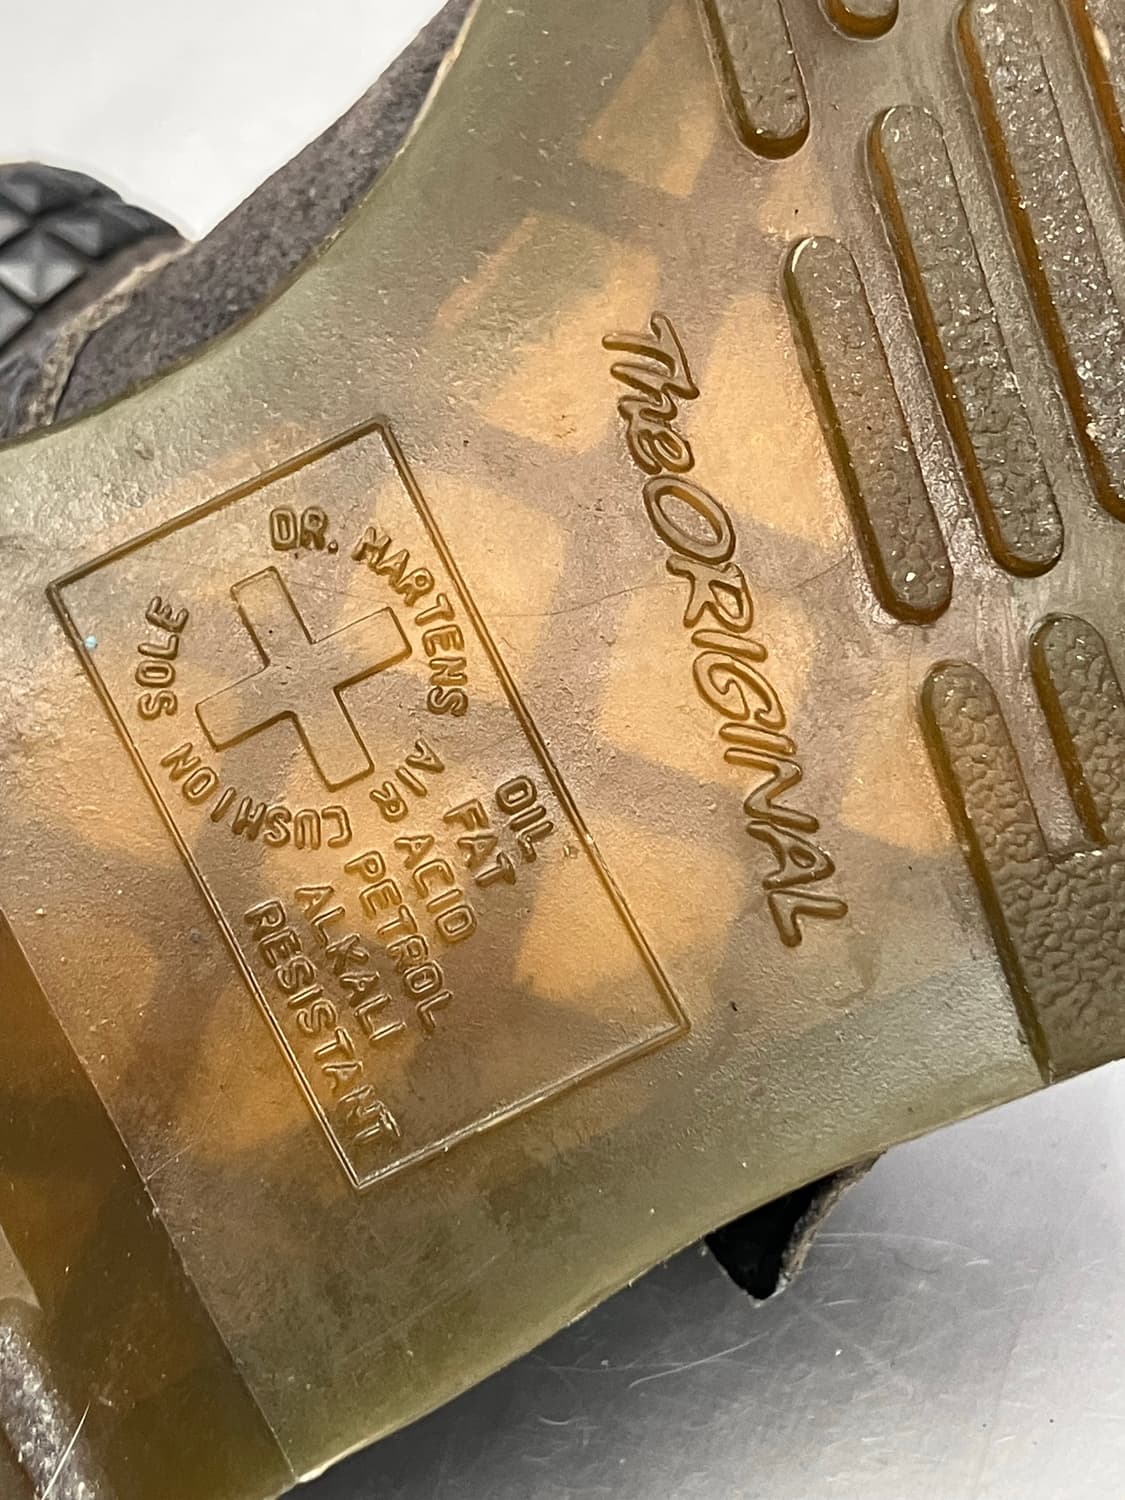 The ORIGINAL
DR. MARTENS AIR CUSHION SOLE
OIL
FAT
ACID
PETROL
ALKALI
RESISTANT